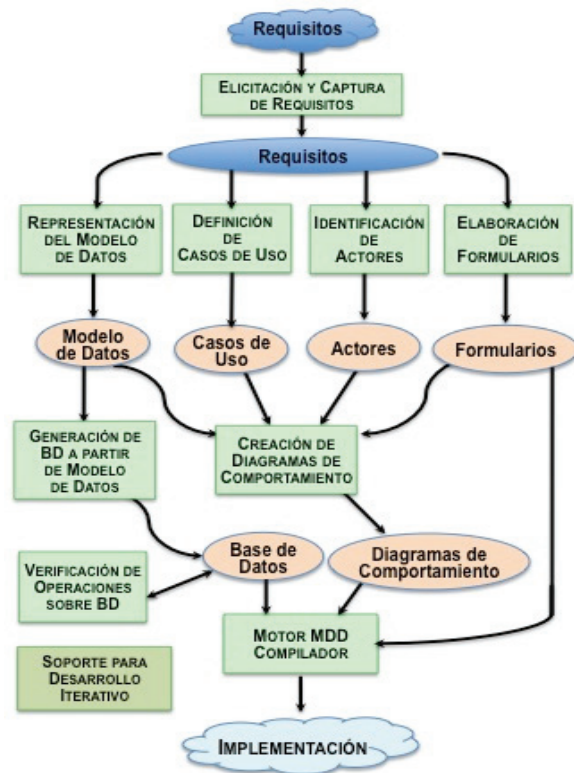 Requisitos
ELICITACIÓN Y CAPTURA
DE REQUISITOS
Requisitos
REPRESENTACIÓN
DEL MODELO
DE DATOS
DEFINICIÓN
DE
CASOS DE USO
IDENTIFICACIÓN
DE
ACTORES
ELABORACIÓN
DE
FORMULARIOS
Modelo
de Datos
Casos de
Uso
Actores
Formularios
GENERACIÓN DE
BD A PARTIR
DE MODELO
DE DATOS
CREACIÓN DE
DIAGRAMAS DE
COMPORTAMIENTO
Base de
Datos
Diagramas de
Comportamiento
VERIFICACIÓN DE
OPERACIONES
SOBRE BD
MOTOR MDD
COMPILADOR
SOPORTE PARA
DESARROLLO
ITERATIVO
IMPLEMENTACIÓN